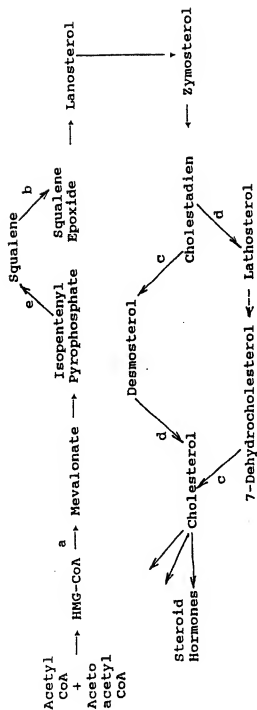 Acetyl
CoA
+
Aceto
acetyl
CoA
HMG-CoA
a
Mevalonate
Isopentenyl
Pyrophosphate
e
Squalene
b
Squalene
Epoxide
Lanosterol
Zymosterol
Cholestadien
c
d
Desmosterol
d
Lathosterol
7-Dehydrocholesterol
c
Cholesterol
Steroid
Hormones